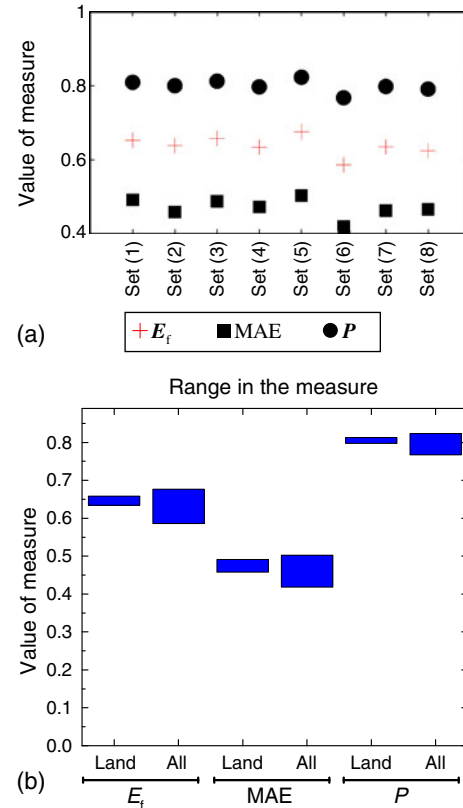 1
0.8
0.6
0.4
Value of measure
Set (1)
Set (2)
Set (3)
Set (4)
Set (5)
Set (6)
Set (7)
Set (8)
(a)
Ef MAE P
Range in the measure
0.8
0.7
0.6
0.5
0.4
0.3
0.2
0.1
0.0
Value of measure
Land All Land All Land All
(b)
Ef MAE P